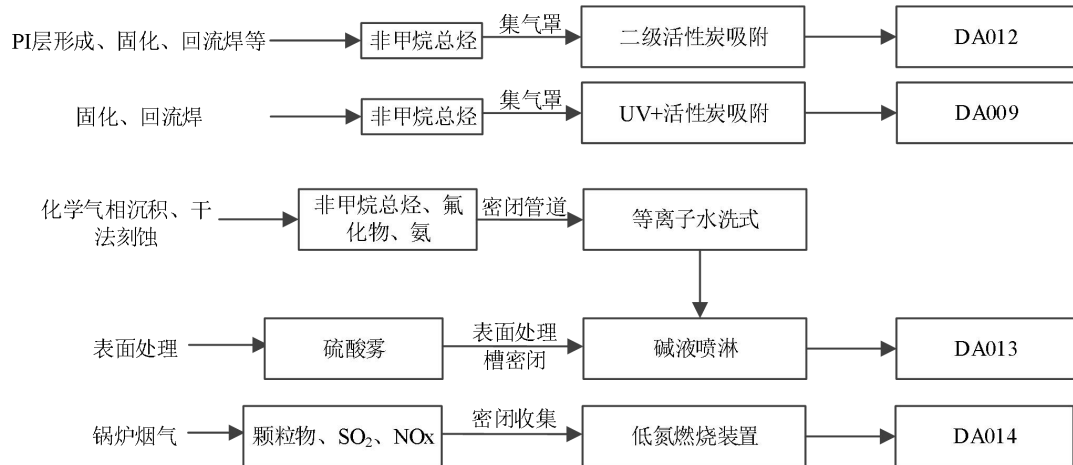 PI层形成、固化、回流焊等
非甲烷总烃
集气罩
二级活性炭吸附
DA012
固化、回流焊
非甲烷总烃
集气罩
UV+活性炭吸附
DA009
化学气相沉积、干
法刻蚀
非甲烷总烃、氟
化物、氨
密闭管道
等离子水洗式
表面处理
硫酸雾
表面处理
槽密闭
碱液喷淋
DA013
锅炉烟气
颗粒物、SO₂、NOx
密闭收集
低氮燃烧装置
DA014